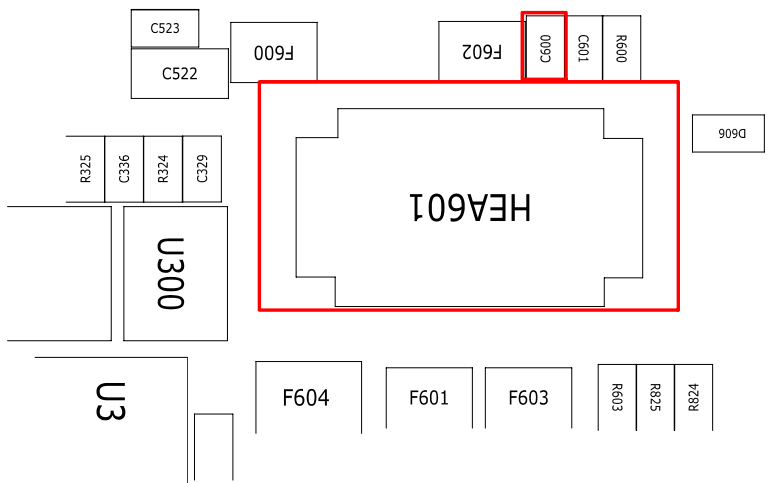 C523
C522
F600
F602
C600
C601
R600
D606
R325
C336
R324
C329
HEA601
U300
U3
F604
F601
F603
R603
R825
R824